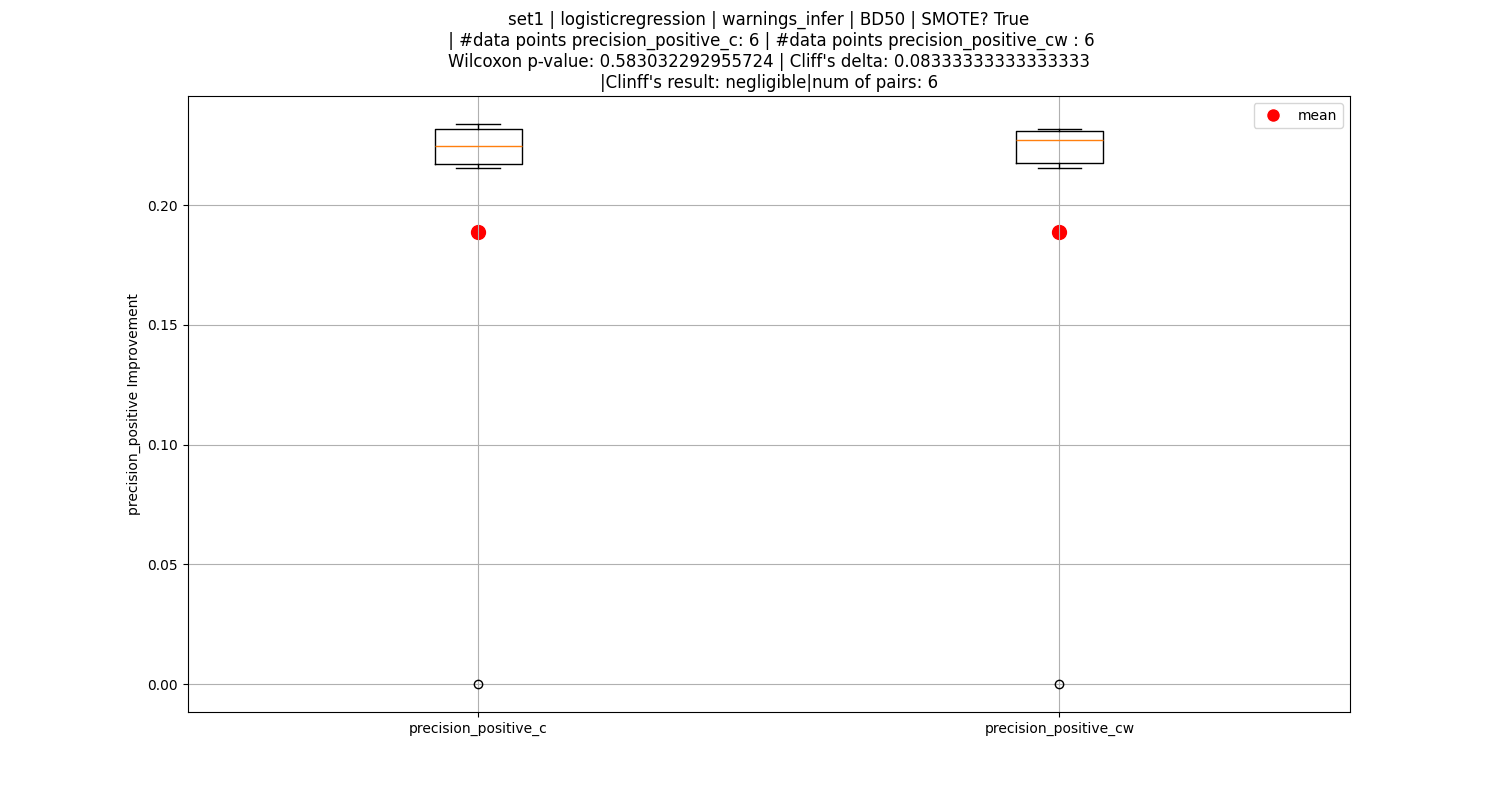 set1 | logisticregression | warnings_infer | BD50 | SMOTE? True
| #data points precision_positive_c: 6 | #data points precision_positive_cw : 6
Wilcoxon p-value: 0.583032292955724 | Cliff's delta: 0.08333333333333333
|Clinff's result: negligible|num of pairs: 6
mean
precision_positive Improvement
0.20
0.15
0.10
0.05
0.00
precision_positive_c
precision_positive_cw